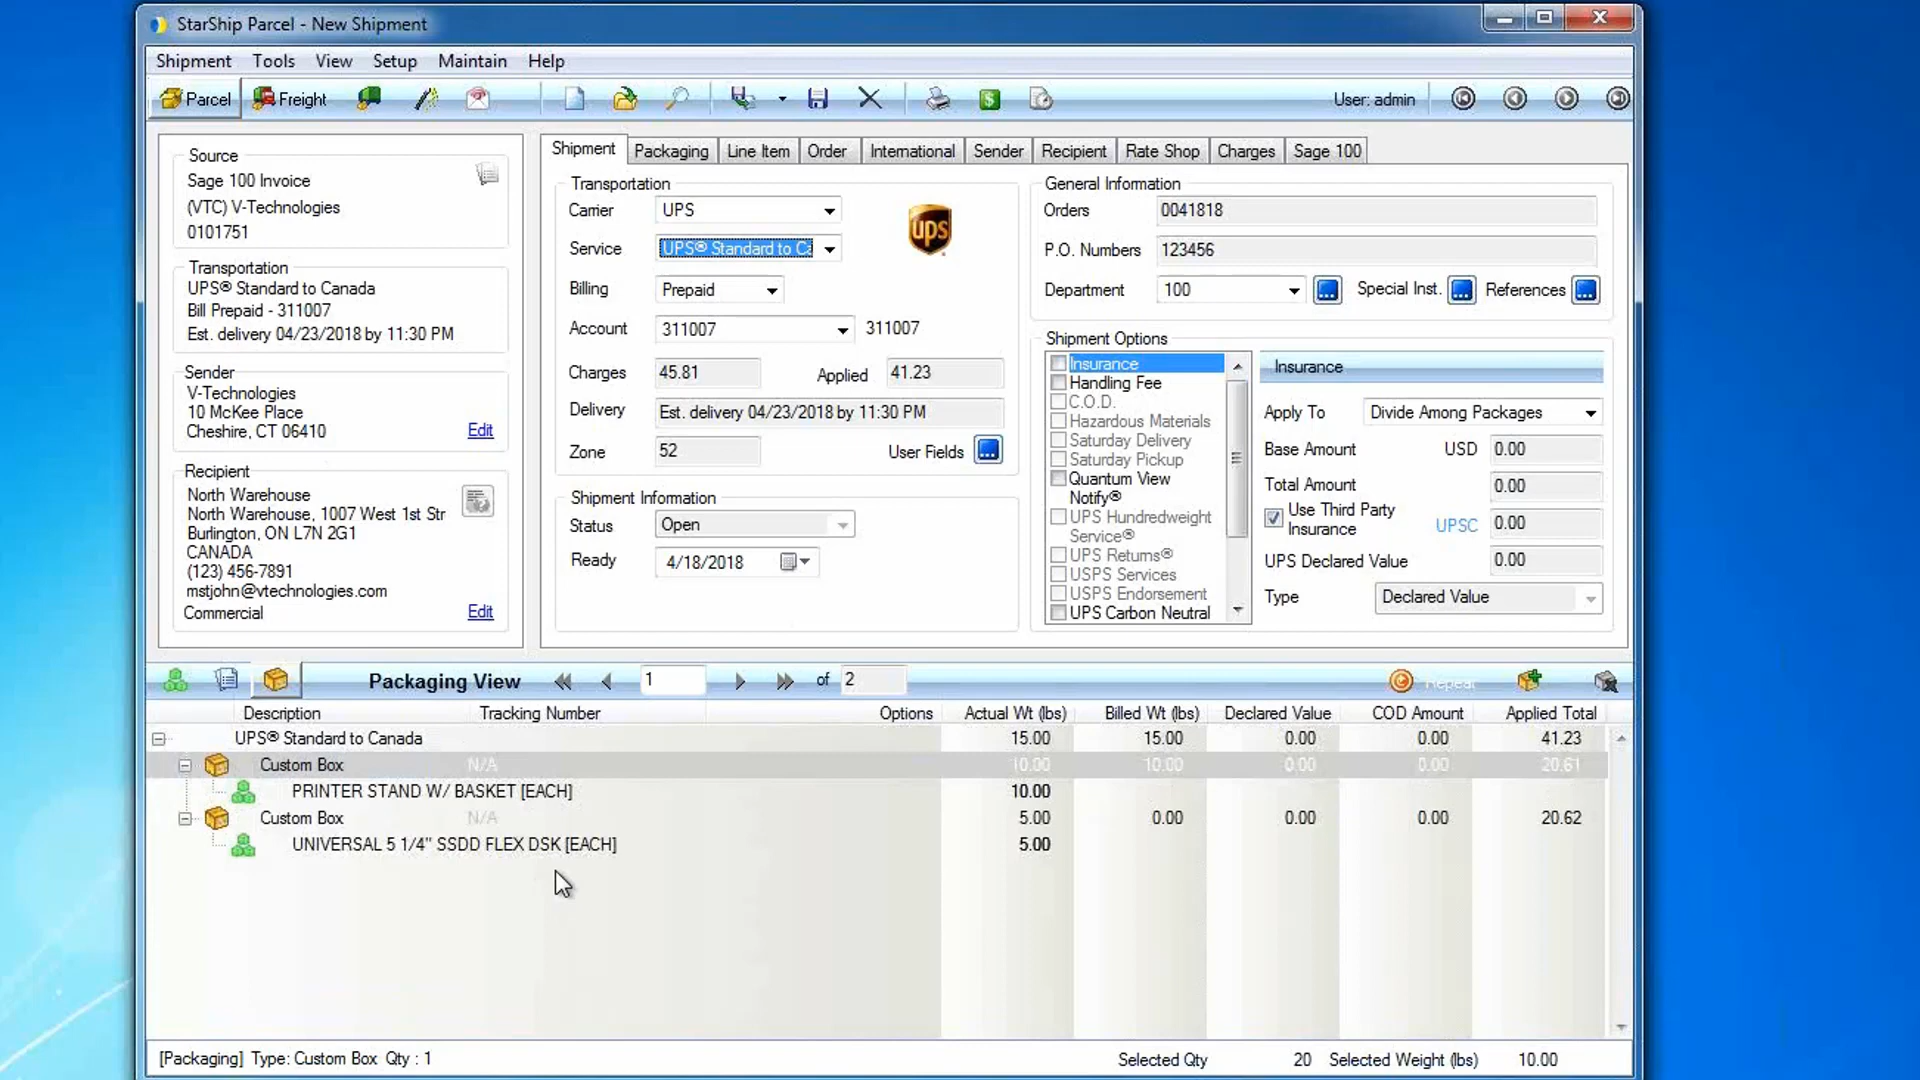 StarShip Parcel - New Shipment
Shipment Tools View Setup Maintain Help
Parcel Freight User: admin
Source
Sage 100 Invoice
(VTC) V-Technologies
0101751
Transportation
UPS® Standard to Canada
Bill Prepaid - 311007
Est. delivery 04/23/2018 by 11:30 PM
Sender
V-Technologies
10 McKee Place
Cheshire, CT 06410
Edit
Recipient
North Warehouse
North Warehouse, 1007 West 1st Str
Burlington, ON L7N 2G1
CANADA
(123) 456-7891
mstjohn@vtechnologies.com
Commercial Edit
Shipment Packaging Line Item Order International Sender Recipient Rate Shop Charges Sage 100
Transportation
Carrier UPS
ups
Service UPS® Standard to Ca
Billing Prepaid
Account 311007 311007
Charges 45.81 Applied 41.23
Delivery Est. delivery 04/23/2018 by 11:30 PM
Zone 52 User Fields
Shipment Information
Status Open
Ready 4/18/2018
General Information
Orders 0041818
P.O. Numbers 123456
Department 100 Special Inst. References
Shipment Options
Insurance
Handling Fee
C.O.D.
Hazardous Materials
Saturday Delivery
Saturday Pickup
Quantum View
Notify®
UPS Hundredweight
Service®
UPS Returns®
USPS Services
USPS Endorsement
UPS Carbon Neutral
Insurance
Apply To Divide Among Packages
Base Amount USD 0.00
Total Amount 0.00
Use Third Party
Insurance UPSC 0.00
UPS Declared Value 0.00
Type Declared Value
Packaging View 1 of 2 Repeat
Description Tracking Number Options Actual Wt (lbs) Billed Wt (lbs) Declared Value COD Amount Applied Total
UPS® Standard to Canada 15.00 15.00 0.00 0.00 41.23
Custom Box N/A 10.00 10.00 0.00 0.00 20.61
PRINTER STAND W/ BASKET [EACH] 10.00
Custom Box N/A 5.00 0.00 0.00 0.00 20.62
UNIVERSAL 5 1/4" SSDD FLEX DSK [EACH] 5.00
[Packaging] Type: Custom Box Qty : 1 Selected Qty 20 Selected Weight (lbs) 10.00